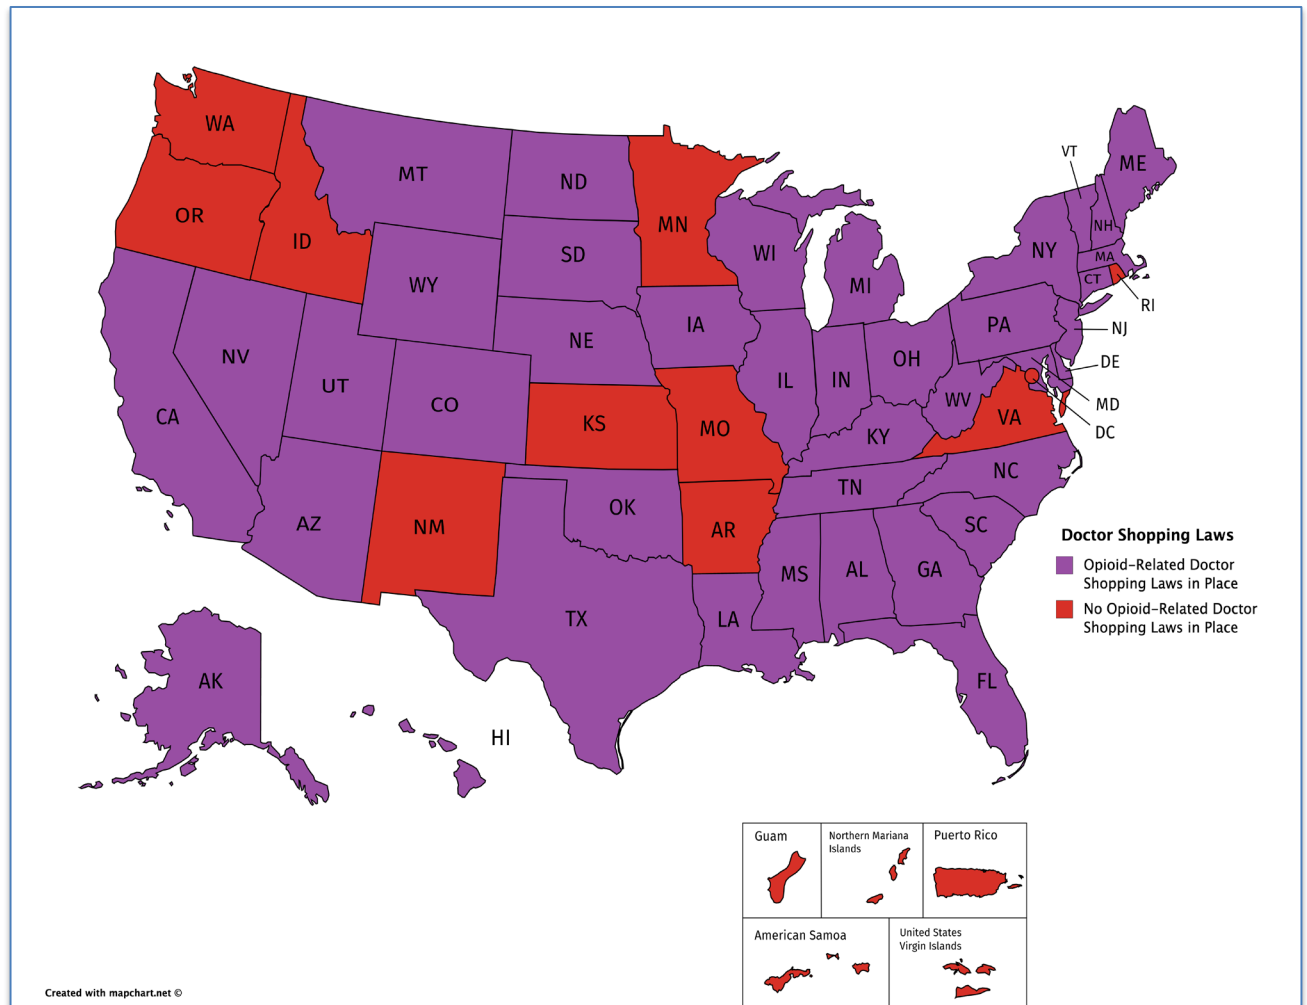 WA
MT
ND
MN
VT
ME
OR
ID
SD
WI
NY
NH
MA
CT
RI
WY
MI
IA
PA
NJ
NE
NV
UT
CO
IL
IN
OH
DE
MD
DC
WV
VA
CA
KS
MO
KY
NC
TN
AZ
NM
OK
AR
SC
MS
AL
GA
TX
LA
FL
AK
HI
Doctor Shopping Laws
Opioid-Related Doctor
Shopping Laws in Place
No Opioid-Related Doctor
Shopping Laws in Place
Guam
Northern Mariana
Islands
Puerto Rico
American Samoa
United States
Virgin Islands
Created with mapchart.net ©